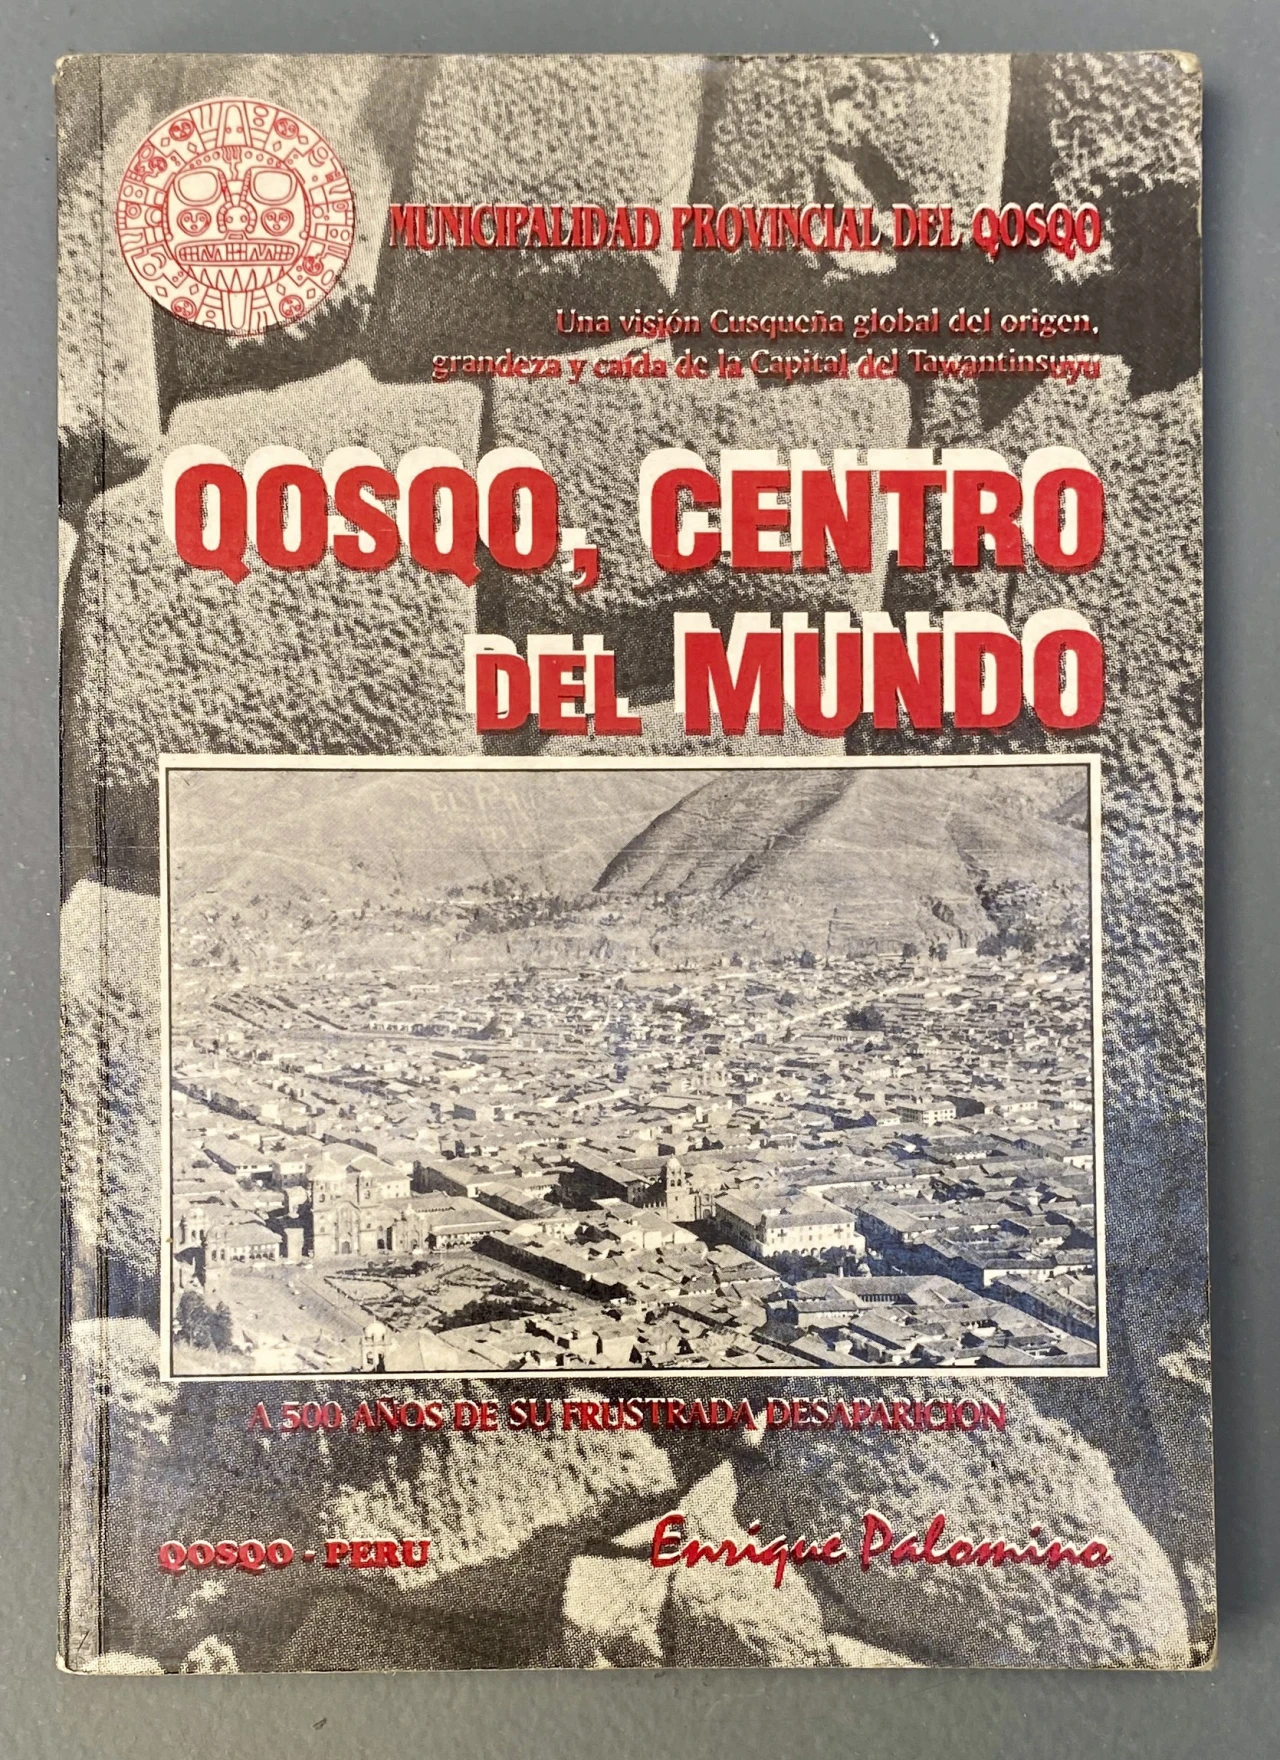 MUNICIPALIDAD PROVINCIAL DEL QOSQO
Una visión Cusqueña global del origen,
grandeza y caída de la Capital del Tawantinsuyu
QOSQO, CENTRO
DEL MUNDO
A 500 AÑOS DE SU FRUSTRADA DESAPARICION
QOSQO - PERU
Enrique Palomino